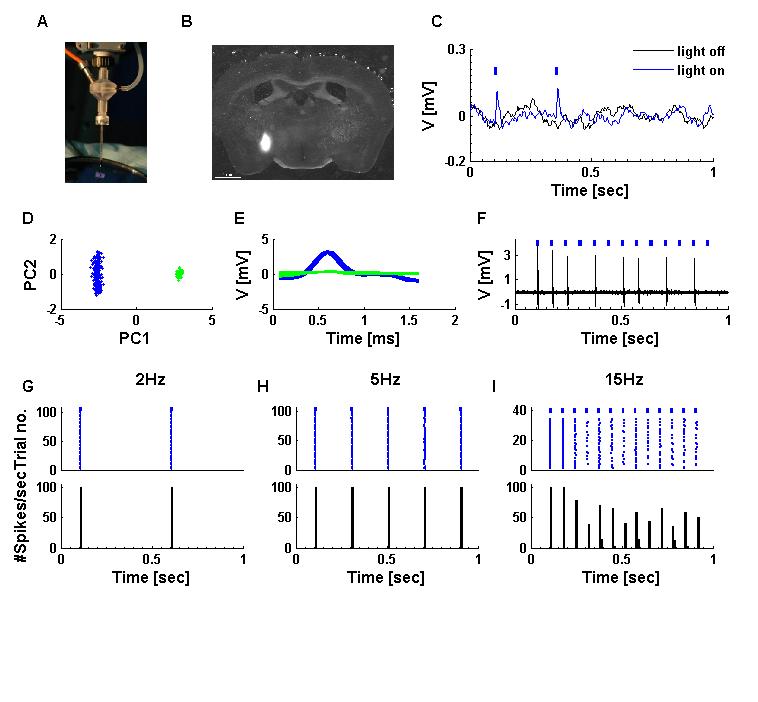 A
B
C
0.3
0
-0.2
V [mV]
light off
light on
0
0.5
1
Time [sec]
D
2
0
-2
PC2
-5
0
5
PC1
E
5
0
-5
V [mV]
0
0.5
1
1.5
2
Time [ms]
F
3
1
-1
V [mV]
0
0.5
1
Time [sec]
G
2Hz
100
50
0
Trial no.
100
50
0
#Spikes/sec
0
0.5
1
Time [sec]
H
5Hz
100
50
0
100
50
0
0
0.5
1
Time [sec]
I
15Hz
40
20
0
100
50
0
0
0.5
1
Time [sec]